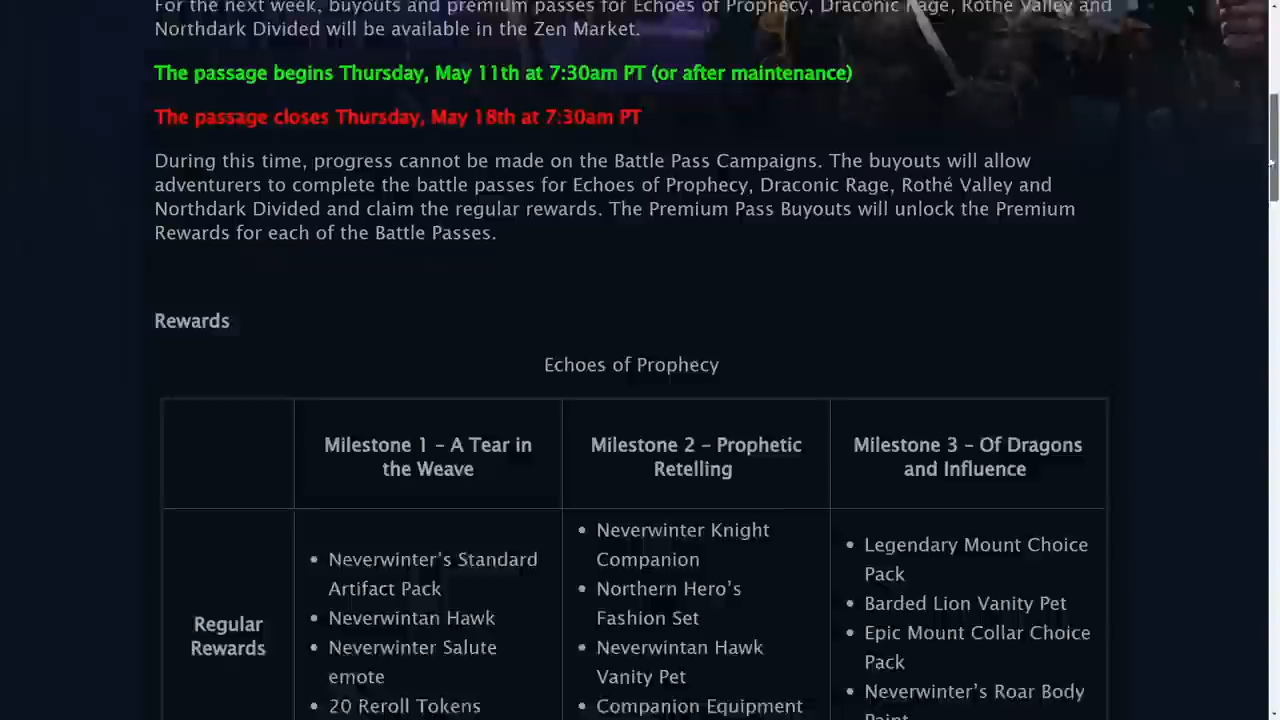 For the next week, buyouts and premium passes for Echoes of Prophecy, Draconic Rage, Rothé Valley and
Northdark Divided will be available in the Zen Market.
The passage begins Thursday, May 11th at 7:30am PT (or after maintenance)
The passage closes Thursday, May 18th at 7:30am PT
During this time, progress cannot be made on the Battle Pass Campaigns. The buyouts will allow
adventurers to complete the battle passes for Echoes of Prophecy, Draconic Rage, Rothé Valley and
Northdark Divided and claim the regular rewards. The Premium Pass Buyouts will unlock the Premium
Rewards for each of the Battle Passes.
Rewards
Echoes of Prophecy
Milestone 1 – A Tear in
the Weave
Milestone 2 – Prophetic
Retelling
Milestone 3 – Of Dragons
and Influence
Regular
Rewards
• Neverwinter’s Standard
Artifact Pack
• Neverwintan Hawk
• Neverwinter Salute
emote
• 20 Reroll Tokens
• Neverwinter Knight
Companion
• Northern Hero’s
Fashion Set
• Neverwintan Hawk
Vanity Pet
• Companion Equipment
• Legendary Mount Choice
Pack
• Barded Lion Vanity Pet
• Epic Mount Collar Choice
Pack
• Neverwinter’s Roar Body
Paint